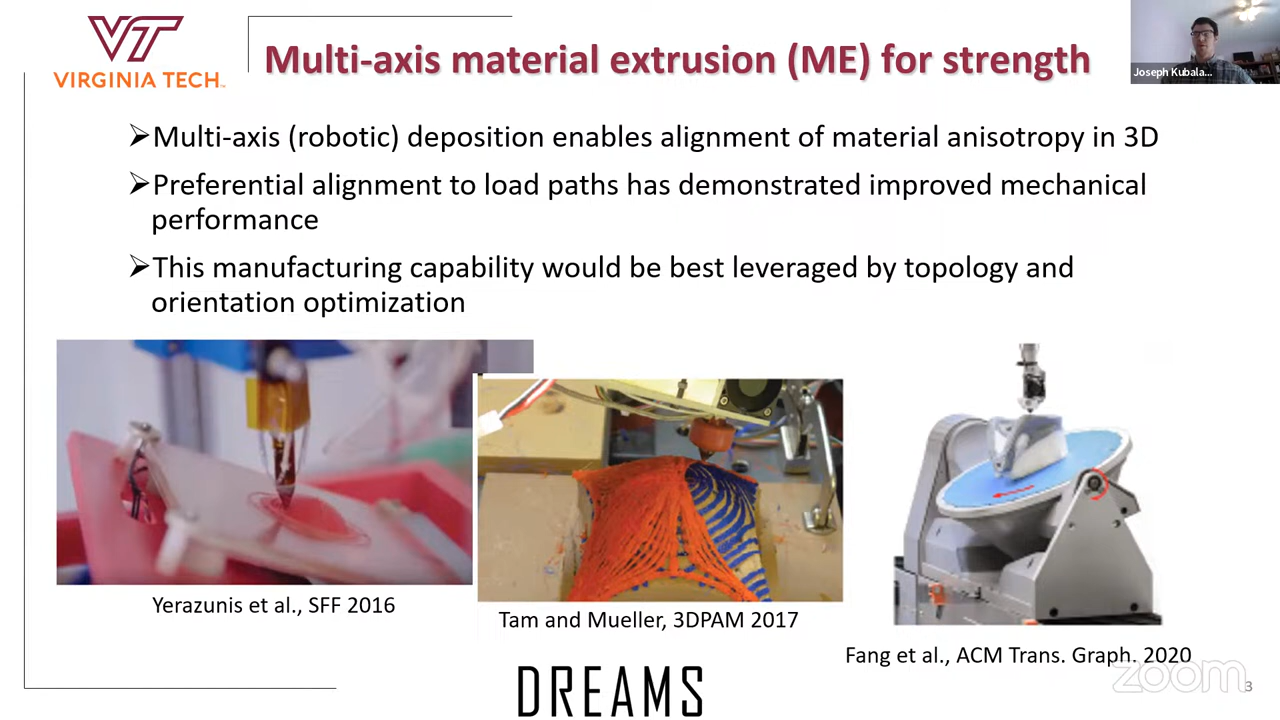 VT
VIRGINIA TECH™
Multi-axis material extrusion (ME) for strength
Joseph Kubala...
➢Multi-axis (robotic) deposition enables alignment of material anisotropy in 3D
➢Preferential alignment to load paths has demonstrated improved mechanical
performance
➢This manufacturing capability would be best leveraged by topology and
orientation optimization
Yerazunis et al., SFF 2016
Tam and Mueller, 3DPAM 2017
Fang et al., ACM Trans. Graph. 2020
DREAMS
zoom
3